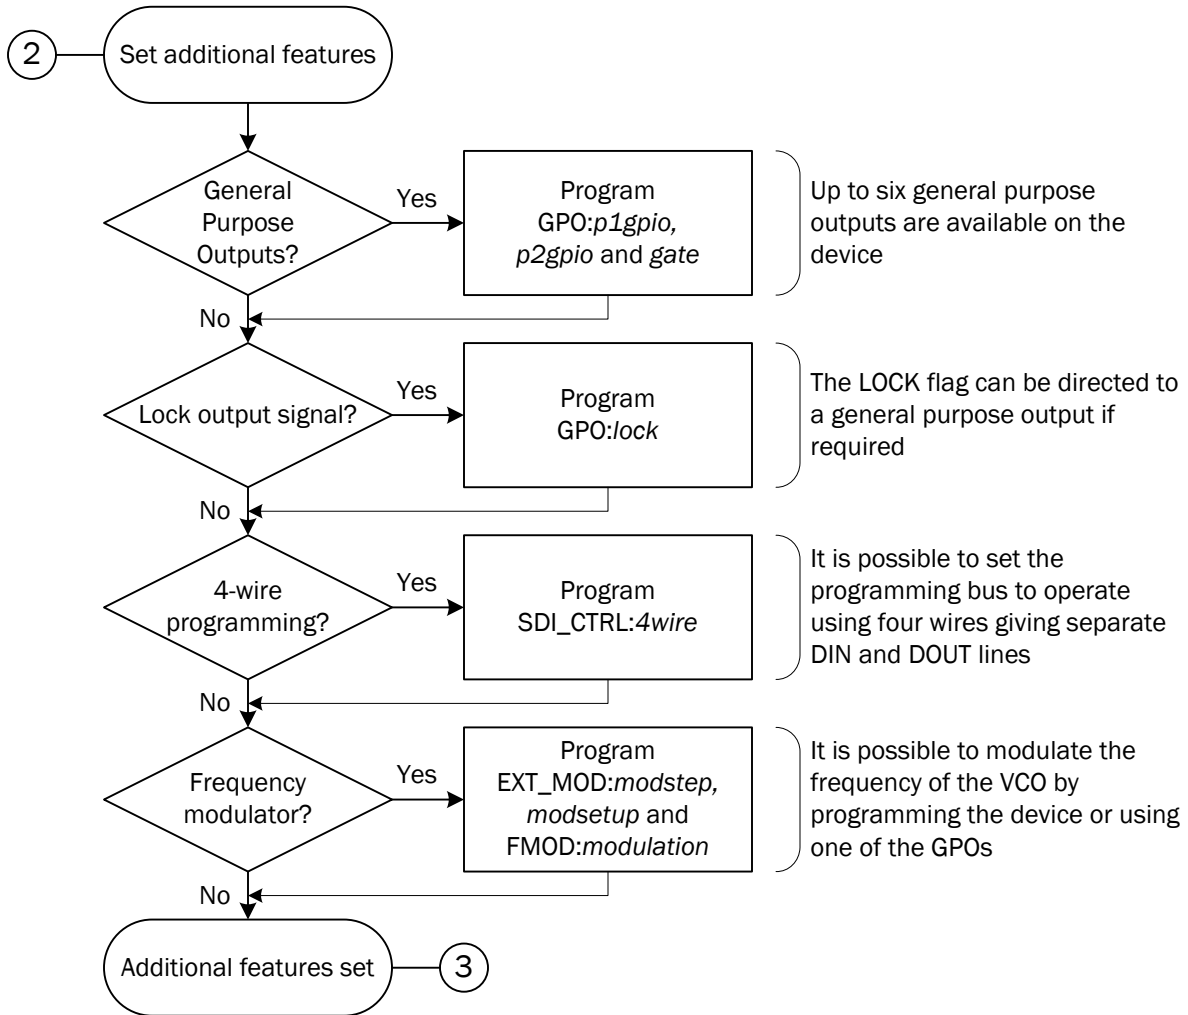 2
Set additional features
General
Purpose
Outputs?
Yes
Program
GPO:p1gpio,
p2gpio and gate
Up to six general purpose
outputs are available on the
device
No
Lock output signal?
Yes
Program
GPO:lock
The LOCK flag can be directed to
a general purpose output if
required
No
4-wire
programming?
Yes
Program
SDI_CTRL:4wire
It is possible to set the
programming bus to operate
using four wires giving separate
DIN and DOUT lines
No
Frequency
modulator?
Yes
Program
EXT_MOD:modstep,
modsetup and
FMOD:modulation
It is possible to modulate the
frequency of the VCO by
programming the device or using
one of the GPOs
No
Additional features set
3